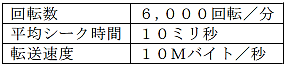 回転数 ６,０００回転／分
平均シーク時間 １０ミリ秒
転送速度 １０Ｍバイト／秒